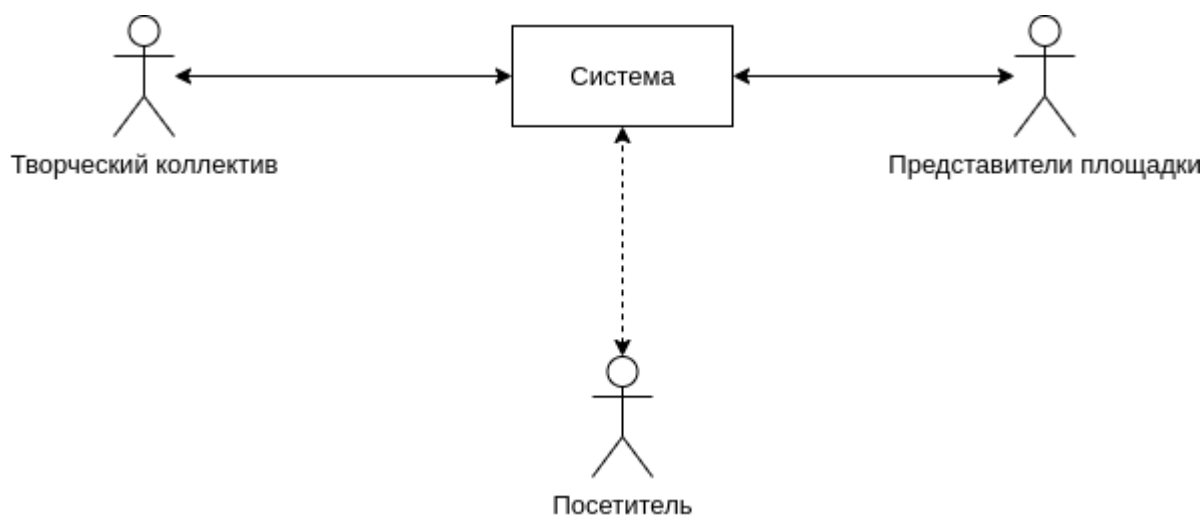 Система
Творческий коллектив
Представители площадки
Посетитель